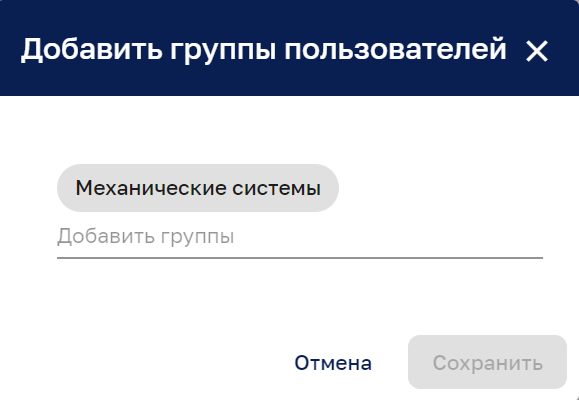 Добавить группы пользователей
Механические системы
Добавить группы
Отмена Сохранить